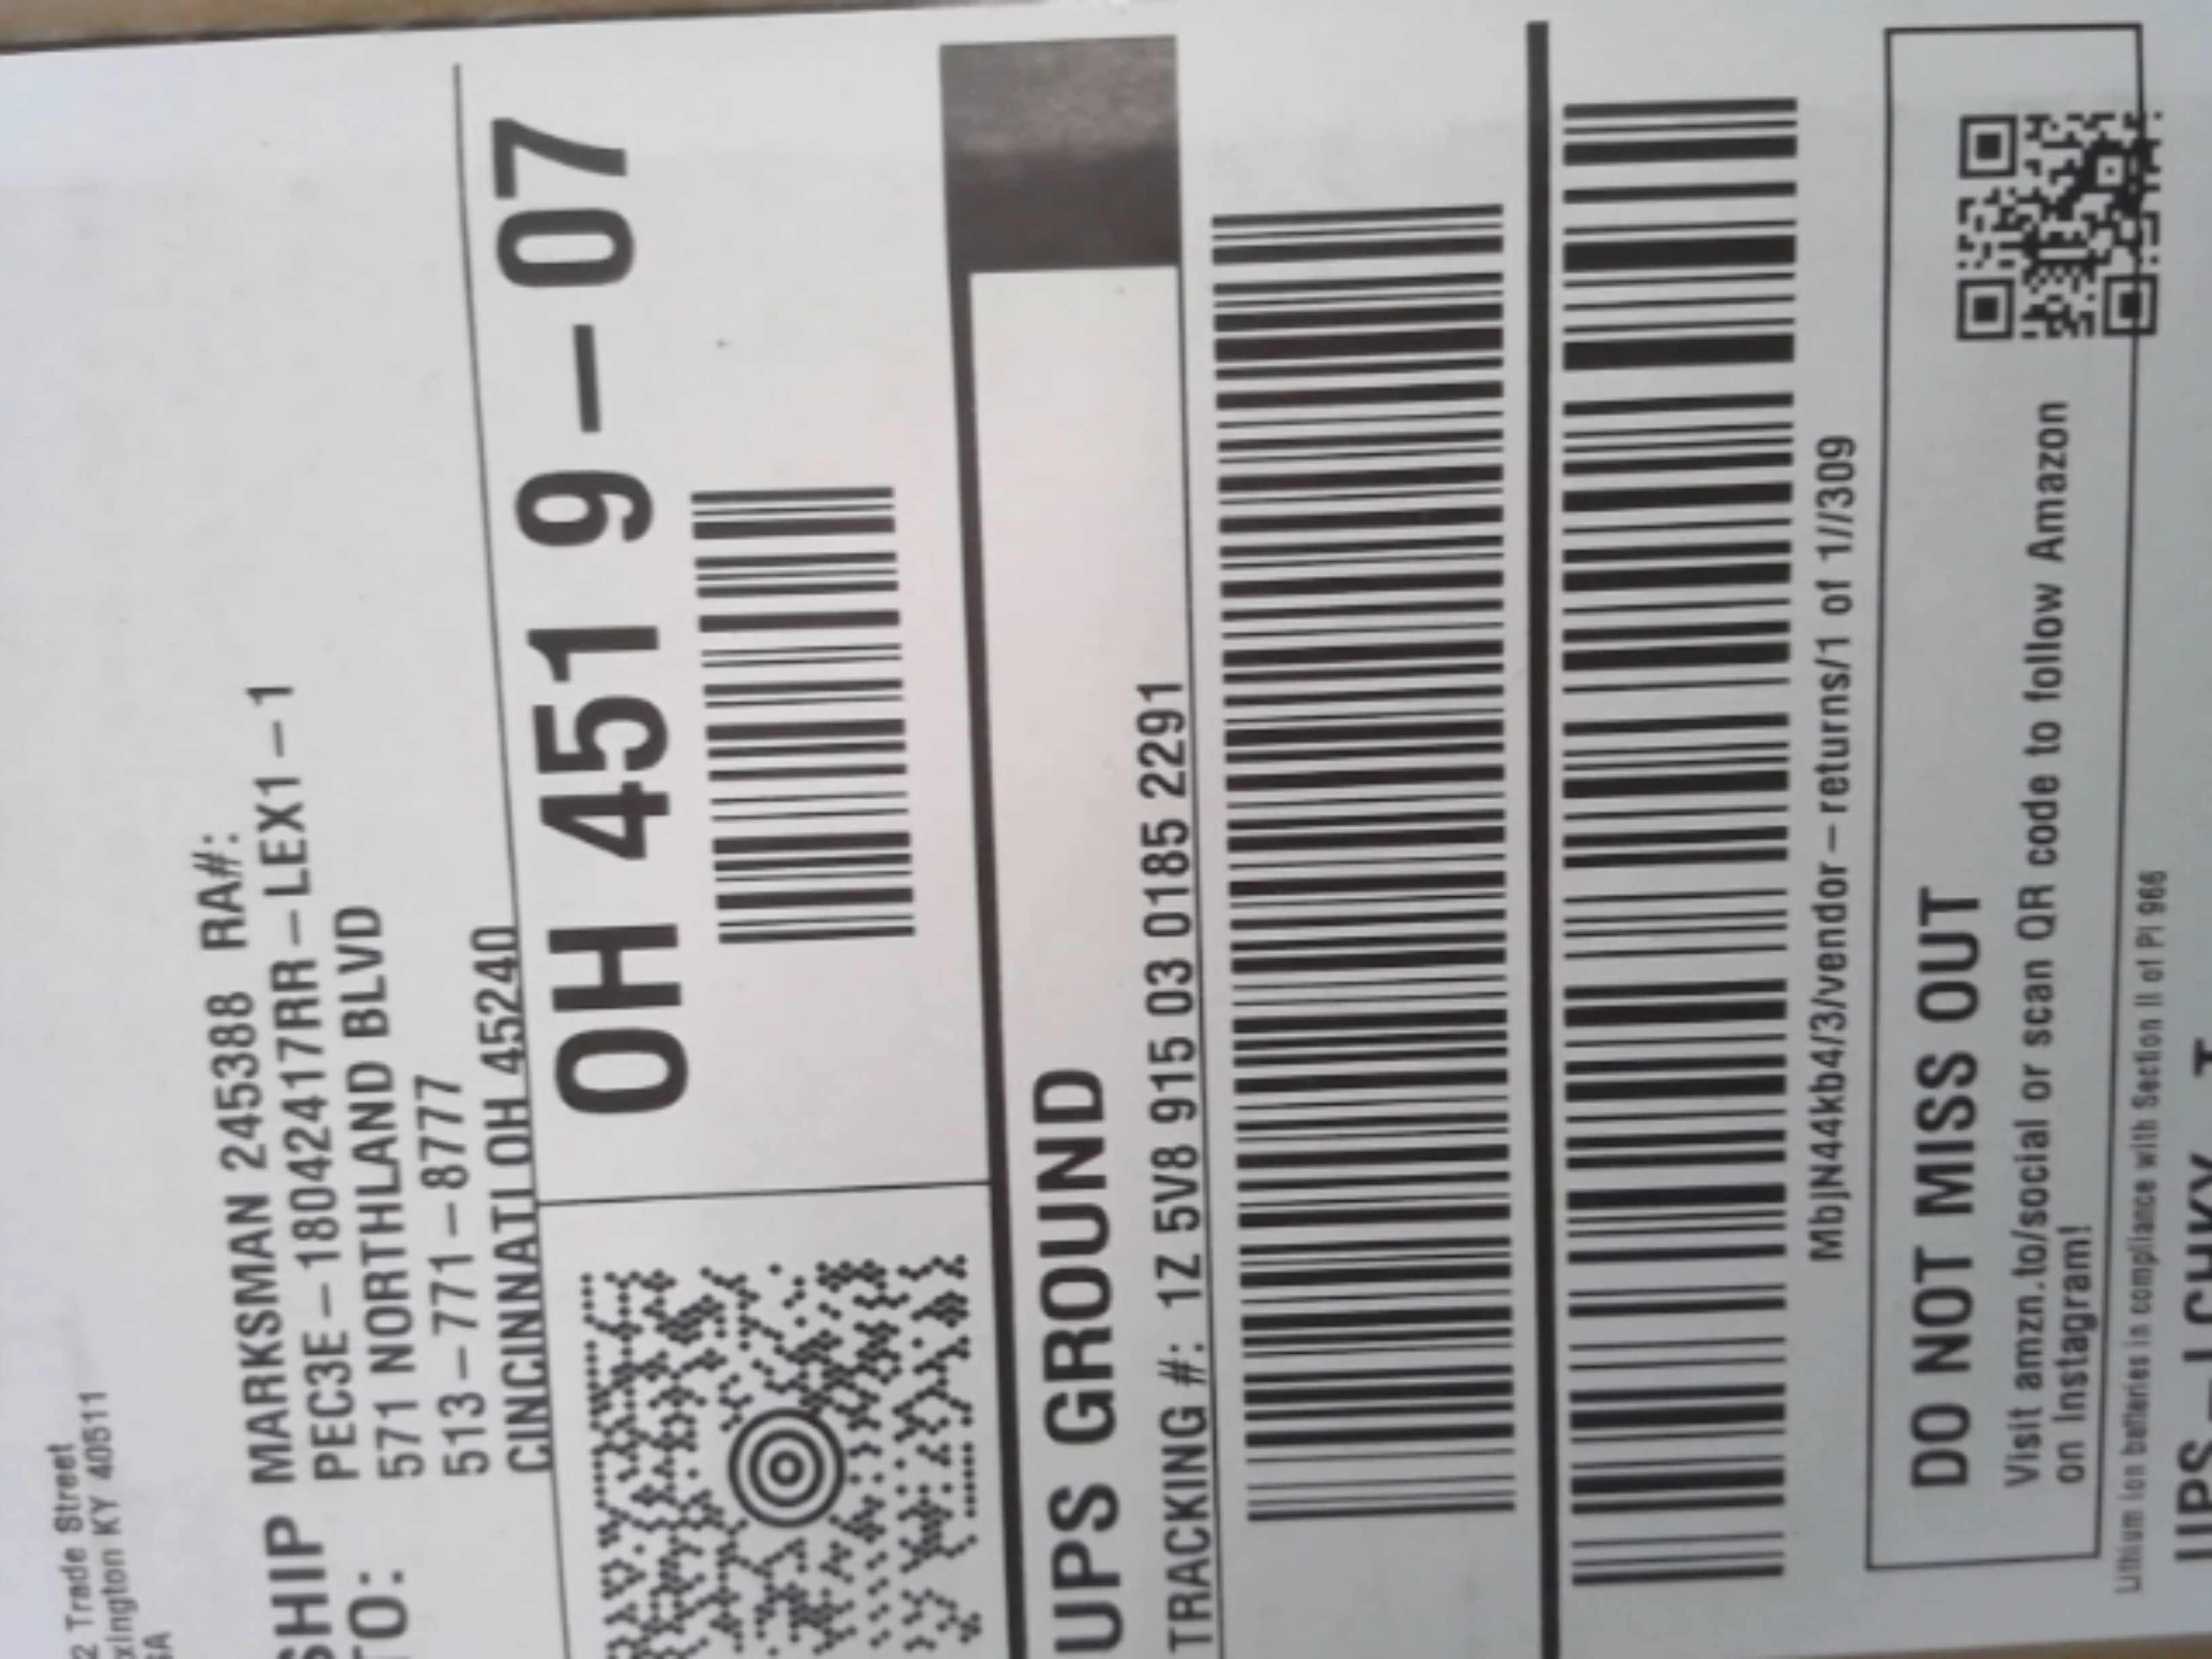 2 Trade Street
xington KY 40511
SA
SHIP MARKSMAN 245388 RA#:
TO: PEC3E-18042417RR-LEX1-1
571 NORTHLAND BLVD
513-771-8777
CINCINNATI OH 45240
OH 451 9-07
UPS GROUND
TRACKING #: 1Z 5V8 915 03 0185 2291
MbjN44kb4/3/vendor-returns/1 of 1//309
DO NOT MISS OUT
Visit amzn.to/social or scan QR code to follow Amazon
on Instagram!
Lithium ion batteries in compliance with Section II of PI 966